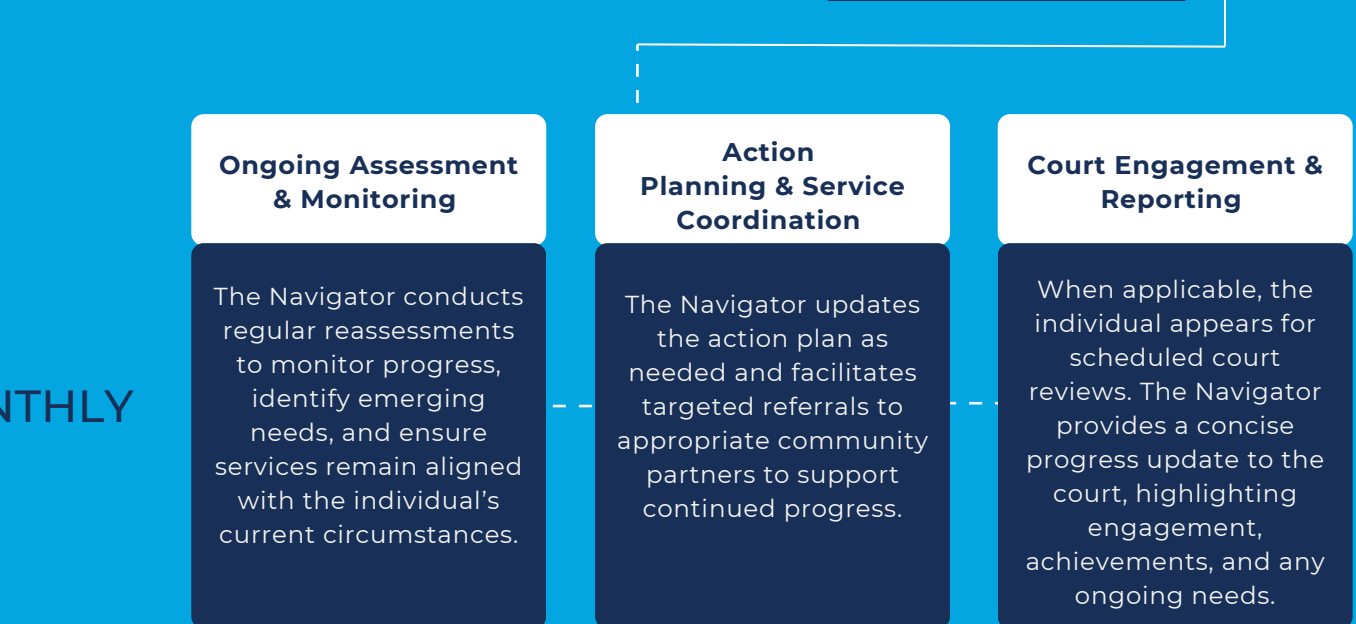 Ongoing Assessment
& Monitoring
The Navigator conducts
regular reassessments
to monitor progress,
identify emerging
needs, and ensure
services remain aligned
with the individual’s
current circumstances.
Action
Planning & Service
Coordination
The Navigator updates
the action plan as
needed and facilitates
targeted referrals to
appropriate community
partners to support
continued progress.
Court Engagement &
Reporting
When applicable, the
individual appears for
scheduled court
reviews. The Navigator
provides a concise
progress update to the
court, highlighting
engagement,
achievements, and any
ongoing needs.